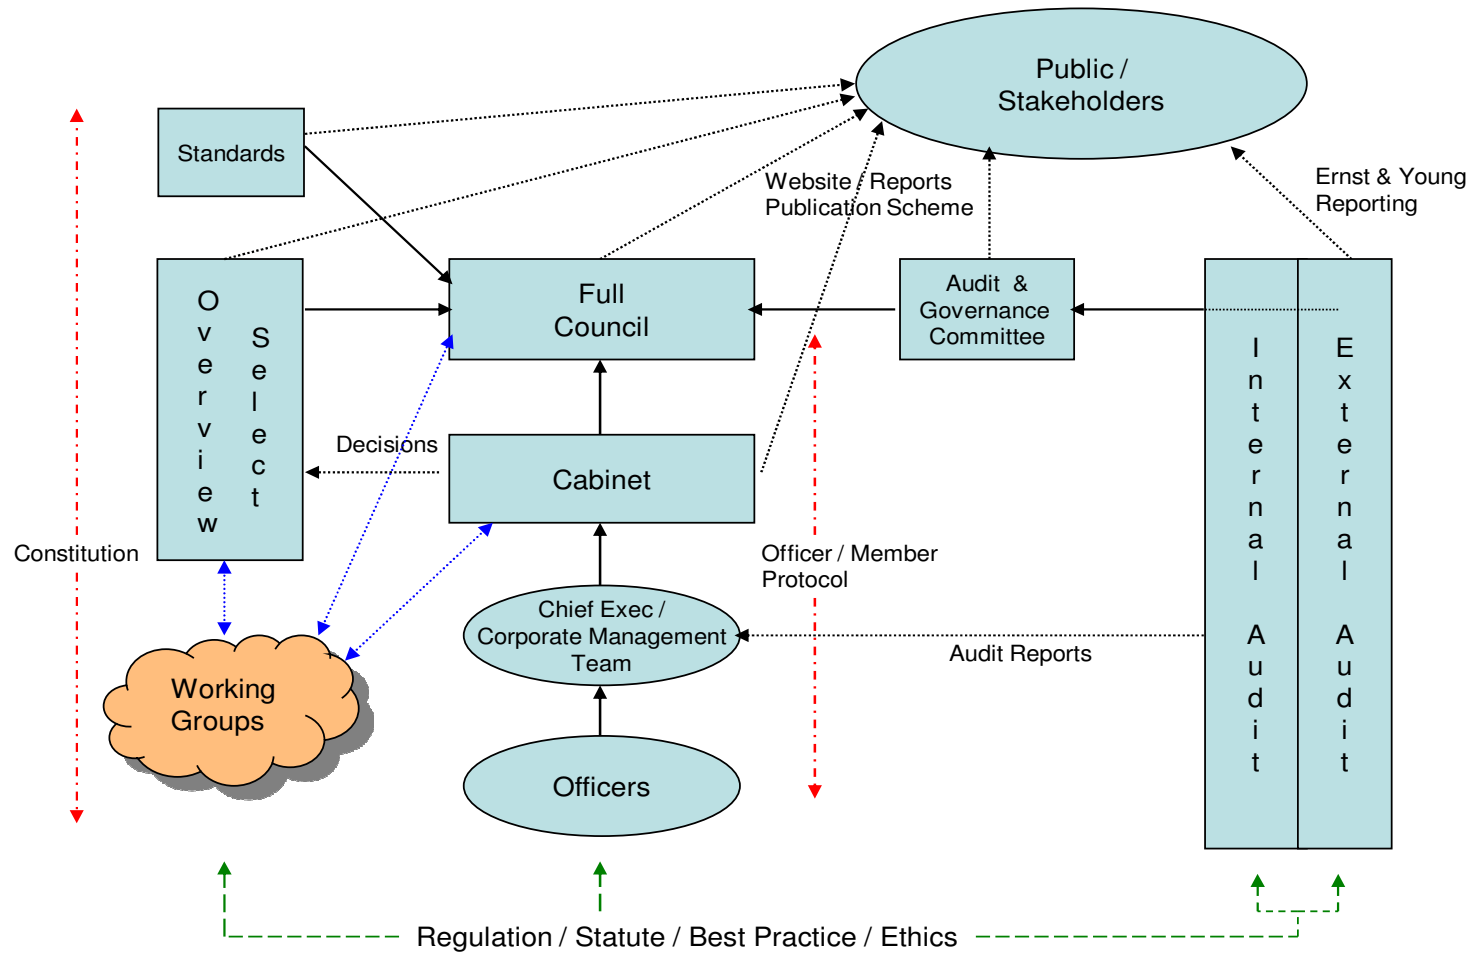 Public /
Stakeholders
Standards
Website / Reports
Publication Scheme
Ernst & Young
Reporting
Overview
Select
Full
Council
Audit &
Governance
Committee
Internal Audit
External Audit
Decisions
Cabinet
Constitution
Officer / Member
Protocol
Chief Exec /
Corporate Management
Team
Audit Reports
Working
Groups
Officers
Regulation / Statute / Best Practice / Ethics